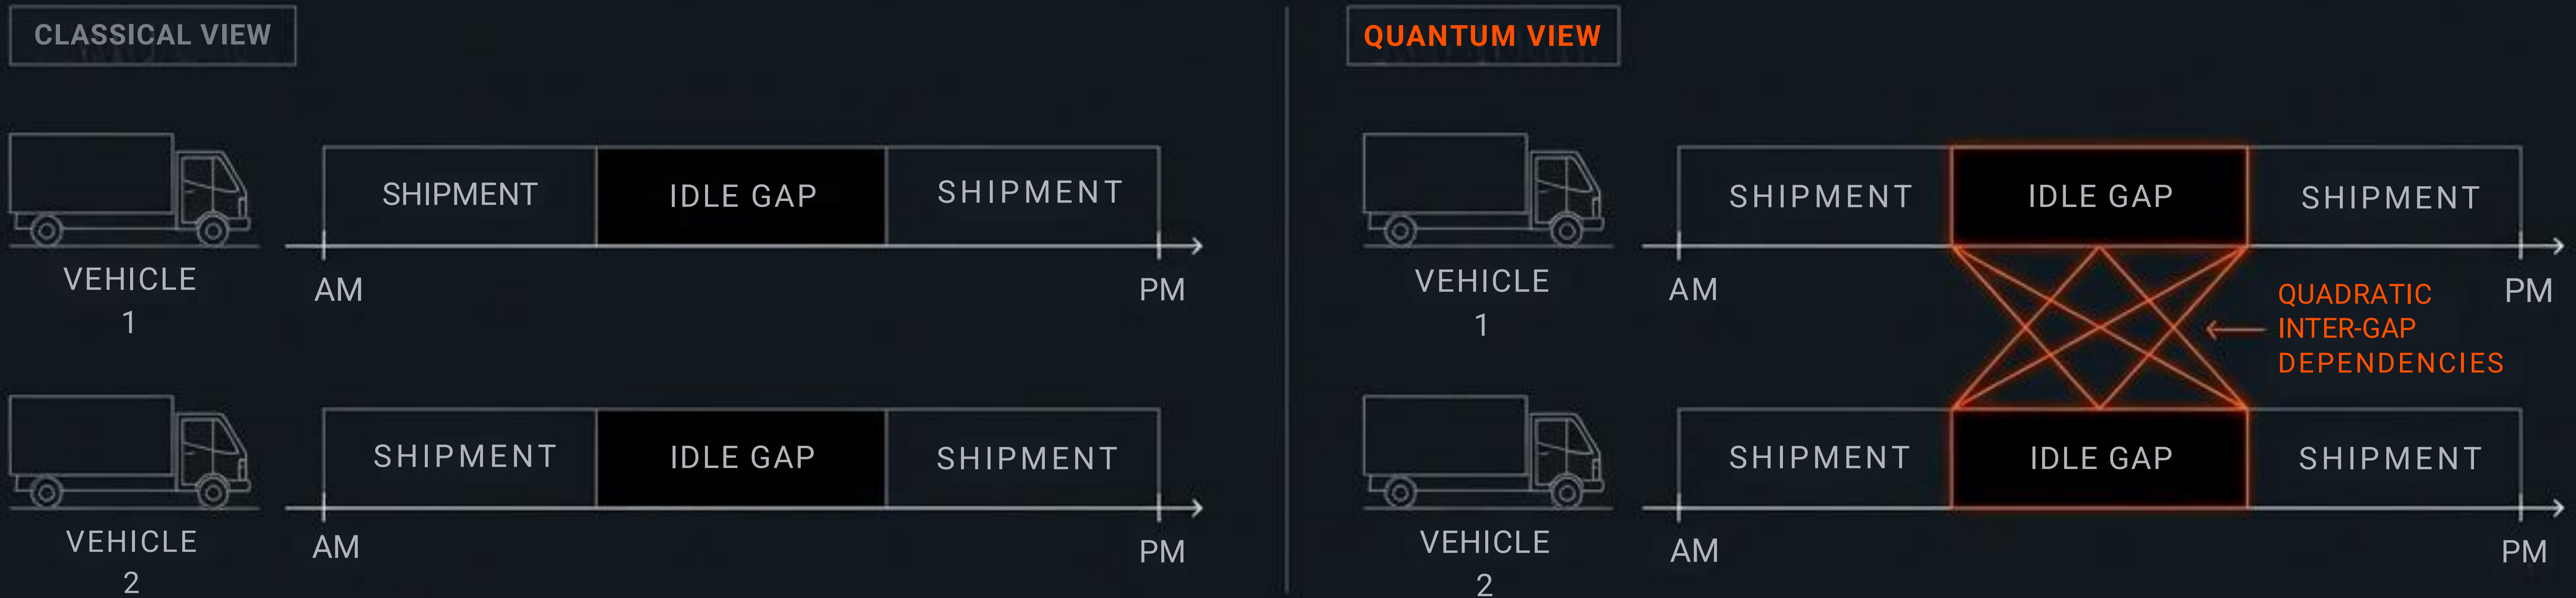 CLASSICAL VIEW
SHIPMENT
IDLE GAP
SHIPMENT
VEHICLE
1
AM
PM
SHIPMENT
IDLE GAP
SHIPMENT
VEHICLE
2
AM
PM
QUANTUM VIEW
SHIPMENT
IDLE GAP
SHIPMENT
VEHICLE
1
AM
PM
QUADRATIC
INTER-GAP
DEPENDENCIES
SHIPMENT
IDLE GAP
SHIPMENT
VEHICLE
2
AM
PM